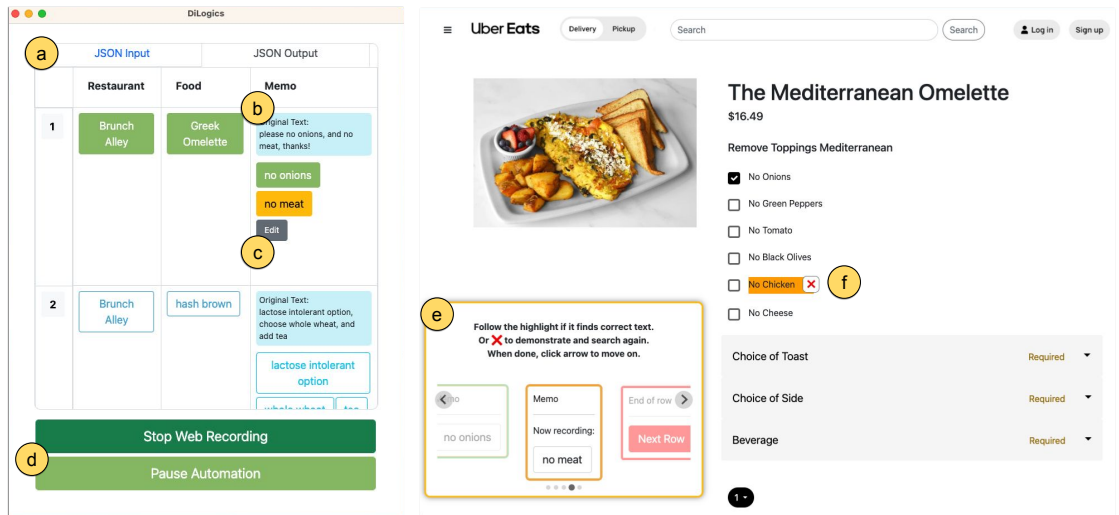 DiLogics
a
JSON Input
JSON Output
Restaurant
Food
Memo
b
1
Brunch
Alley
Greek
Omelette
Original Text:
please no onions, and no
meat, thanks!
no onions
no meat
Edit
c
2
Brunch
Alley
hash brown
Original Text:
lactose intolerant option,
choose whole wheat, and
add tea
lactose intolerant
option
whole wheat
tea
d
Stop Web Recording
Pause Automation
Uber Eats
Delivery
Pickup
Search
Search
Log in
Sign up
The Mediterranean Omelette
$16.49
Remove Toppings Mediterranean
No Onions
No Green Peppers
No Tomato
No Black Olives
No Chicken
f
No Cheese
Choice of Toast
Required
Choice of Side
Required
Beverage
Required
1
e
Follow the highlight if it finds correct text.
Or ❌ to demonstrate and search again.
When done, click arrow to move on.
no onions
Memo
Now recording:
no meat
End of row
Next Row